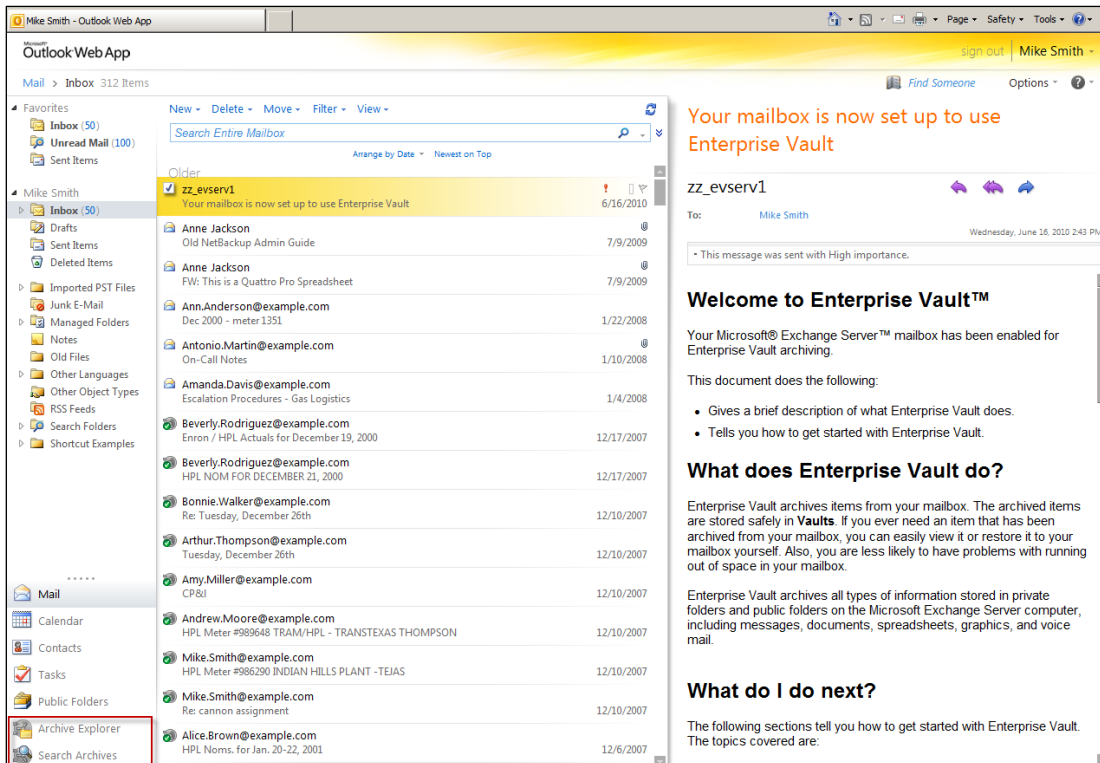 Mike Smith - Outlook Web App
Page
Safety
Tools
Microsoft
Outlook Web App
sign out
Mike Smith
Mail > Inbox 312 Items
Find Someone
Options
Favorites
Inbox (50)
Unread Mail (100)
Sent Items
Mike Smith
Inbox (50)
Drafts
Sent Items
Deleted Items
Imported PST Files
Junk E-Mail
Managed Folders
Notes
Old Files
Other Languages
Other Object Types
RSS Feeds
Search Folders
Shortcut Examples
Mail
Calendar
Contacts
Tasks
Public Folders
Archive Explorer
Search Archives
New Delete Move Filter View
Search Entire Mailbox
Arrange by Date Newest on Top
Older
zz_evserv1
Your mailbox is now set up to use Enterprise Vault 6/16/2010
Anne Jackson
Old NetBackup Admin Guide 7/9/2009
Anne Jackson
FW: This is a Quattro Pro Spreadsheet 7/9/2009
Ann.Anderson@example.com
Dec 2000 - meter 1351 1/22/2008
Antonio.Martin@example.com
On-Call Notes 1/10/2008
Amanda.Davis@example.com
Escalation Procedures - Gas Logistics 1/4/2008
Beverly.Rodriguez@example.com
Enron / HPL Actuals for December 19, 2000 12/17/2007
Beverly.Rodriguez@example.com
HPL NOM FOR DECEMBER 21, 2000 12/17/2007
Bonnie.Walker@example.com
Re: Tuesday, December 26th 12/10/2007
Arthur.Thompson@example.com
Tuesday, December 26th 12/10/2007
Amy.Miller@example.com
CP&I 12/10/2007
Andrew.Moore@example.com
HPL Meter #989648 TRAM/HPL - TRANSTEXAS THOMPSON 12/10/2007
Mike.Smith@example.com
HPL Meter #986290 INDIAN HILLS PLANT -TEJAS 12/10/2007
Mike.Smith@example.com
Re: cannon assignment 12/10/2007
Alice.Brown@example.com
HPL Noms. for Jan. 20-22, 2001 12/6/2007
Your mailbox is now set up to use
Enterprise Vault
zz_evserv1
To: Mike Smith
Wednesday, June 16, 2010 2:43 PM
• This message was sent with High importance.
Welcome to Enterprise Vault™
Your Microsoft® Exchange Server™ mailbox has been enabled for
Enterprise Vault archiving.
This document does the following:
• Gives a brief description of what Enterprise Vault does.
• Tells you how to get started with Enterprise Vault.
What does Enterprise Vault do?
Enterprise Vault archives items from your mailbox. The archived items
are stored safely in Vaults. If you ever need an item that has been
archived from your mailbox, you can easily view it or restore it to your
mailbox yourself. Also, you are less likely to have problems with running
out of space in your mailbox.
Enterprise Vault archives all types of information stored in private
folders and public folders on the Microsoft Exchange Server computer,
including messages, documents, spreadsheets, graphics, and voice
mail.
What do I do next?
The following sections tell you how to get started with Enterprise Vault.
The topics covered are: